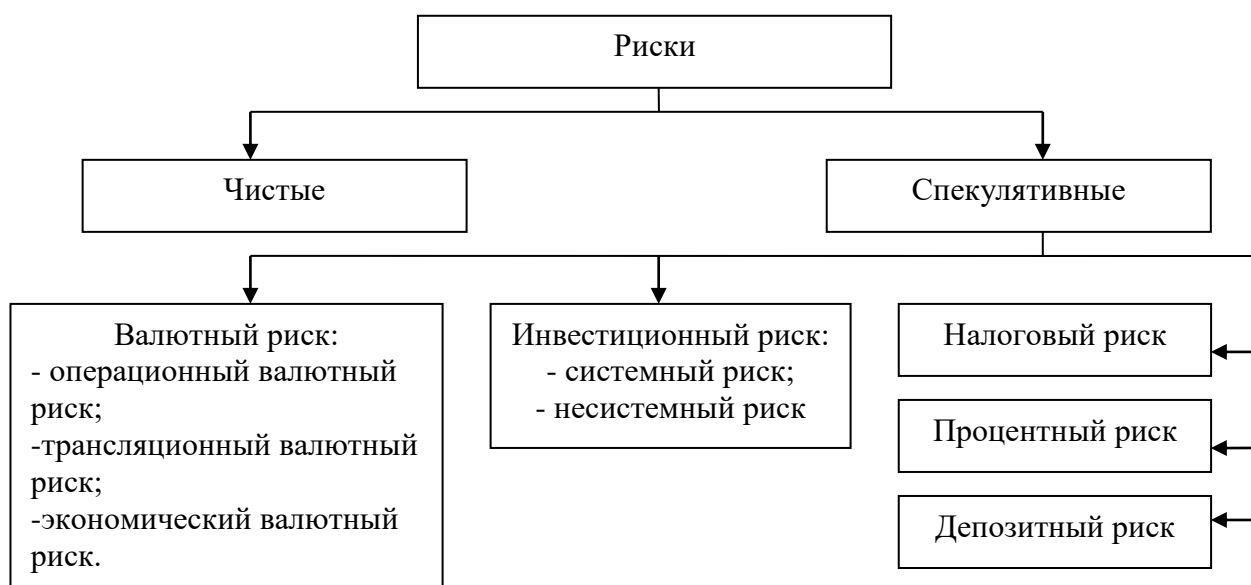 Риски
Чистые
Спекулятивные
Валютный риск:
- операционный валютный
риск;
-трансляционный валютный
риск;
-экономический валютный
риск.
Инвестиционный риск:
- системный риск;
- несистемный риск
Налоговый риск
Процентный риск
Депозитный риск